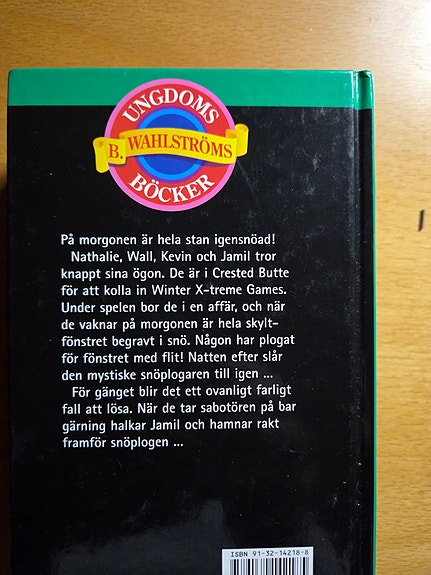 UNGDOMS
B. WAHLSTRÖMS
BÖCKER
På morgonen är hela stan igensnöad!
Nathalie, Wall, Kevin och Jamil tror
knappt sina ögon. De är i Crested Butte
för att kolla in Winter X-treme Games.
Under spelen bor de i en affär, och när
de vaknar på morgonen är hela skylt-
fönstret begravt i snö. Någon har plogat
för fönstret med flit! Natten efter slår
den mystiske snöplogaren till igen ...
För gänget blir det ett ovanligt farligt
fall att lösa. När de tar sabotören på bar
gärning halkar Jamil och hamnar rakt
framför snöplogen ...
ISBN 91-32-14218-8